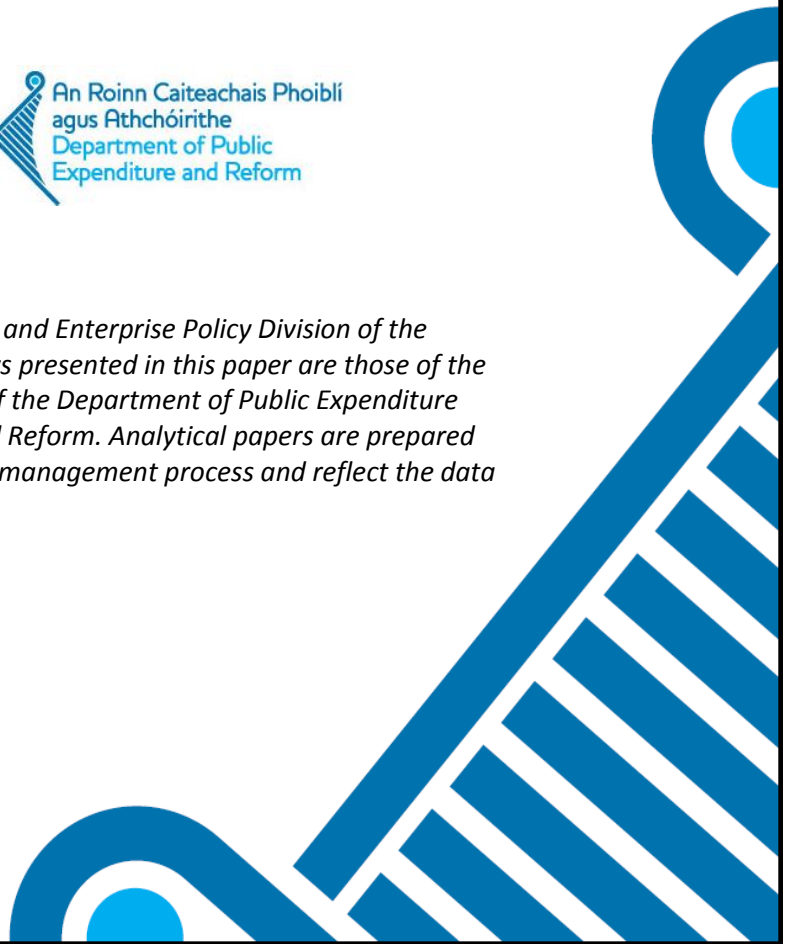 An Roinn Caiteachais Phoiblí
agus Athchóirithe
Department of Public
Expenditure and Reform
and Enterprise Policy Division of the
presented in this paper are those of the
the Department of Public Expenditure
Reform. Analytical papers are prepared
management process and reflect the data